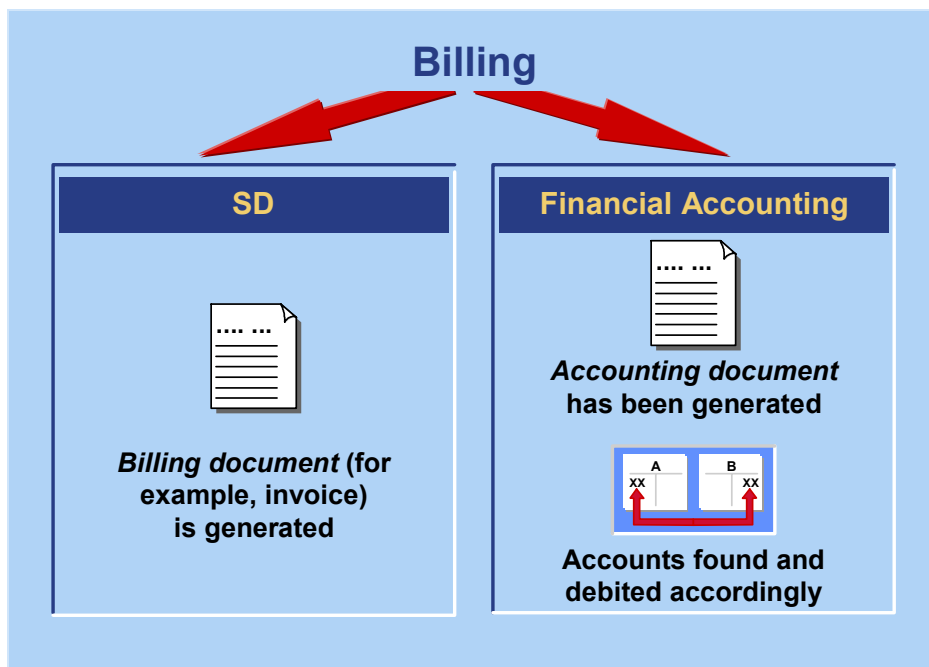 Billing
SD
.... ...
Billing document (for
example, invoice)
is generated
Financial Accounting
.... ...
Accounting document
has been generated
A B
XX XX
Accounts found and
debited accordingly